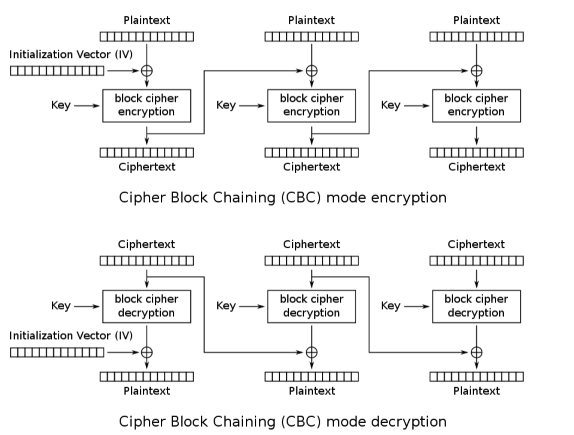 Plaintext Plaintext Plaintext
Initialization Vector (IV)
Key block cipher encryption Key block cipher encryption Key block cipher encryption
Ciphertext Ciphertext Ciphertext
Cipher Block Chaining (CBC) mode encryption
Ciphertext Ciphertext Ciphertext
Key block cipher decryption Key block cipher decryption Key block cipher decryption
Initialization Vector (IV)
Plaintext Plaintext Plaintext
Cipher Block Chaining (CBC) mode decryption